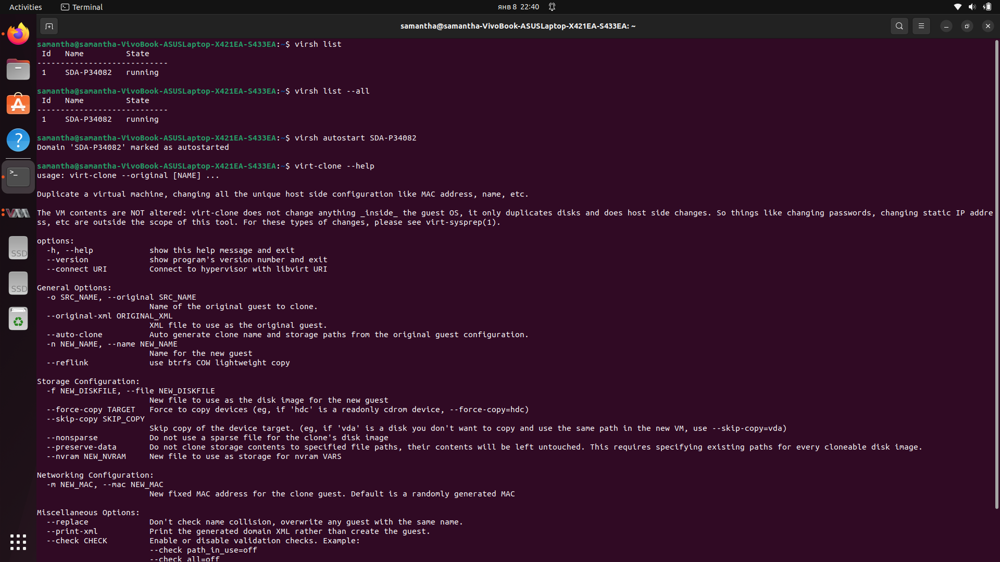 Activities
Terminal
янв 8 22:40
samantha@samantha-VivoBook-ASUSLaptop-X421EA-S433EA: ~
samantha@samantha-VivoBook-ASUSLaptop-X421EA-S433EA:~$ virsh list
Id Name State
----------------------------
1 SDA-P34082 running
samantha@samantha-VivoBook-ASUSLaptop-X421EA-S433EA:~$ virsh list --all
Id Name State
----------------------------
1 SDA-P34082 running
samantha@samantha-VivoBook-ASUSLaptop-X421EA-S433EA:~$ virsh autostart SDA-P34082
Domain 'SDA-P34082' marked as autostarted
samantha@samantha-VivoBook-ASUSLaptop-X421EA-S433EA:~$ virt-clone --help
usage: virt-clone --original [NAME] ...
Duplicate a virtual machine, changing all the unique host side configuration like MAC address, name, etc.
The VM contents are NOT altered: virt-clone does not change anything _inside_ the guest OS, it only duplicates disks and does host side changes. So things like changing passwords, changing static IP addre
ss, etc are outside the scope of this tool. For these types of changes, please see virt-sysprep(1).
options:
-h, --help show this help message and exit
--version show program's version number and exit
--connect URI Connect to hypervisor with libvirt URI
General Options:
-o SRC_NAME, --original SRC_NAME
Name of the original guest to clone.
--original-xml ORIGINAL_XML
XML file to use as the original guest.
--auto-clone Auto generate clone name and storage paths from the original guest configuration.
-n NEW_NAME, --name NEW_NAME
Name for the new guest
--reflink use btrfs COW lightweight copy
Storage Configuration:
-f NEW_DISKFILE, --file NEW_DISKFILE
New file to use as the disk image for the new guest
--force-copy TARGET Force to copy devices (eg, if 'hdc' is a readonly cdrom device, --force-copy=hdc)
--skip-copy SKIP_COPY
Skip copy of the device target. (eg, if 'vda' is a disk you don't want to copy and use the same path in the new VM, use --skip-copy=vda)
--nonsparse Do not use a sparse file for the clone's disk image
--preserve-data Do not clone storage contents to specified file paths, their contents will be left untouched. This requires specifying existing paths for every cloneable disk image.
--nvram NEW_NVRAM New file to use as storage for nvram VARS
Networking Configuration:
-m NEW_MAC, --mac NEW_MAC
New fixed MAC address for the clone guest. Default is a randomly generated MAC
Miscellaneous Options:
--replace Don't check name collision, overwrite any guest with the same name.
--print-xml Print the generated domain XML rather than create the guest.
--check CHECK Enable or disable validation checks. Example:
--check path_in_use=off
--check all=off
SSD
SSD